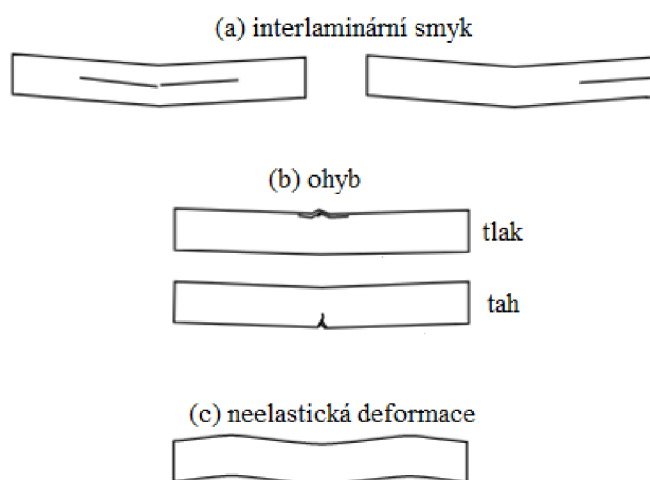 (a) interlaminární smyk
(b) ohyb
tlak
tah
(c) neelastická deformace